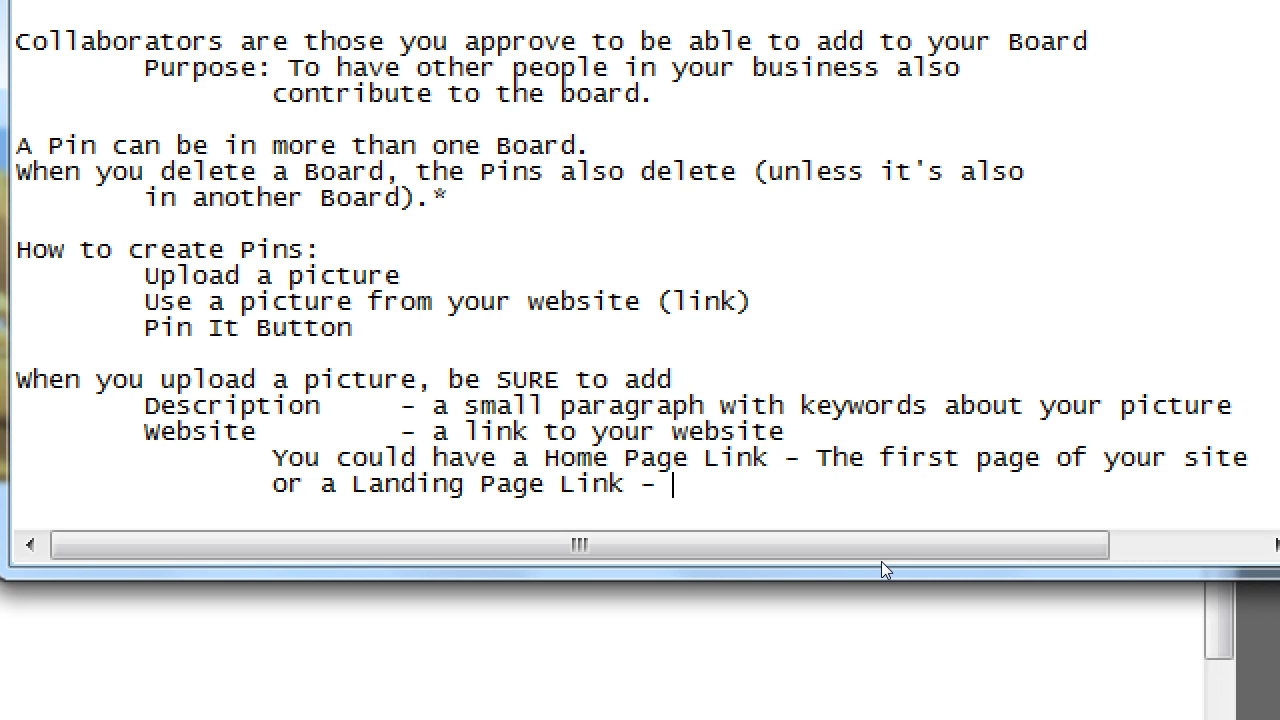 Collaborators are those you approve to be able to add to your Board
Purpose: To have other people in your business also
contribute to the board.
A Pin can be in more than one Board.
When you delete a Board, the Pins also delete (unless it's also
in another Board).*
How to create Pins:
Upload a picture
Use a picture from your website (link)
Pin It Button
When you upload a picture, be SURE to add
Description - a small paragraph with keywords about your picture
Website - a link to your website
You could have a Home Page Link - The first page of your site
or a Landing Page Link -